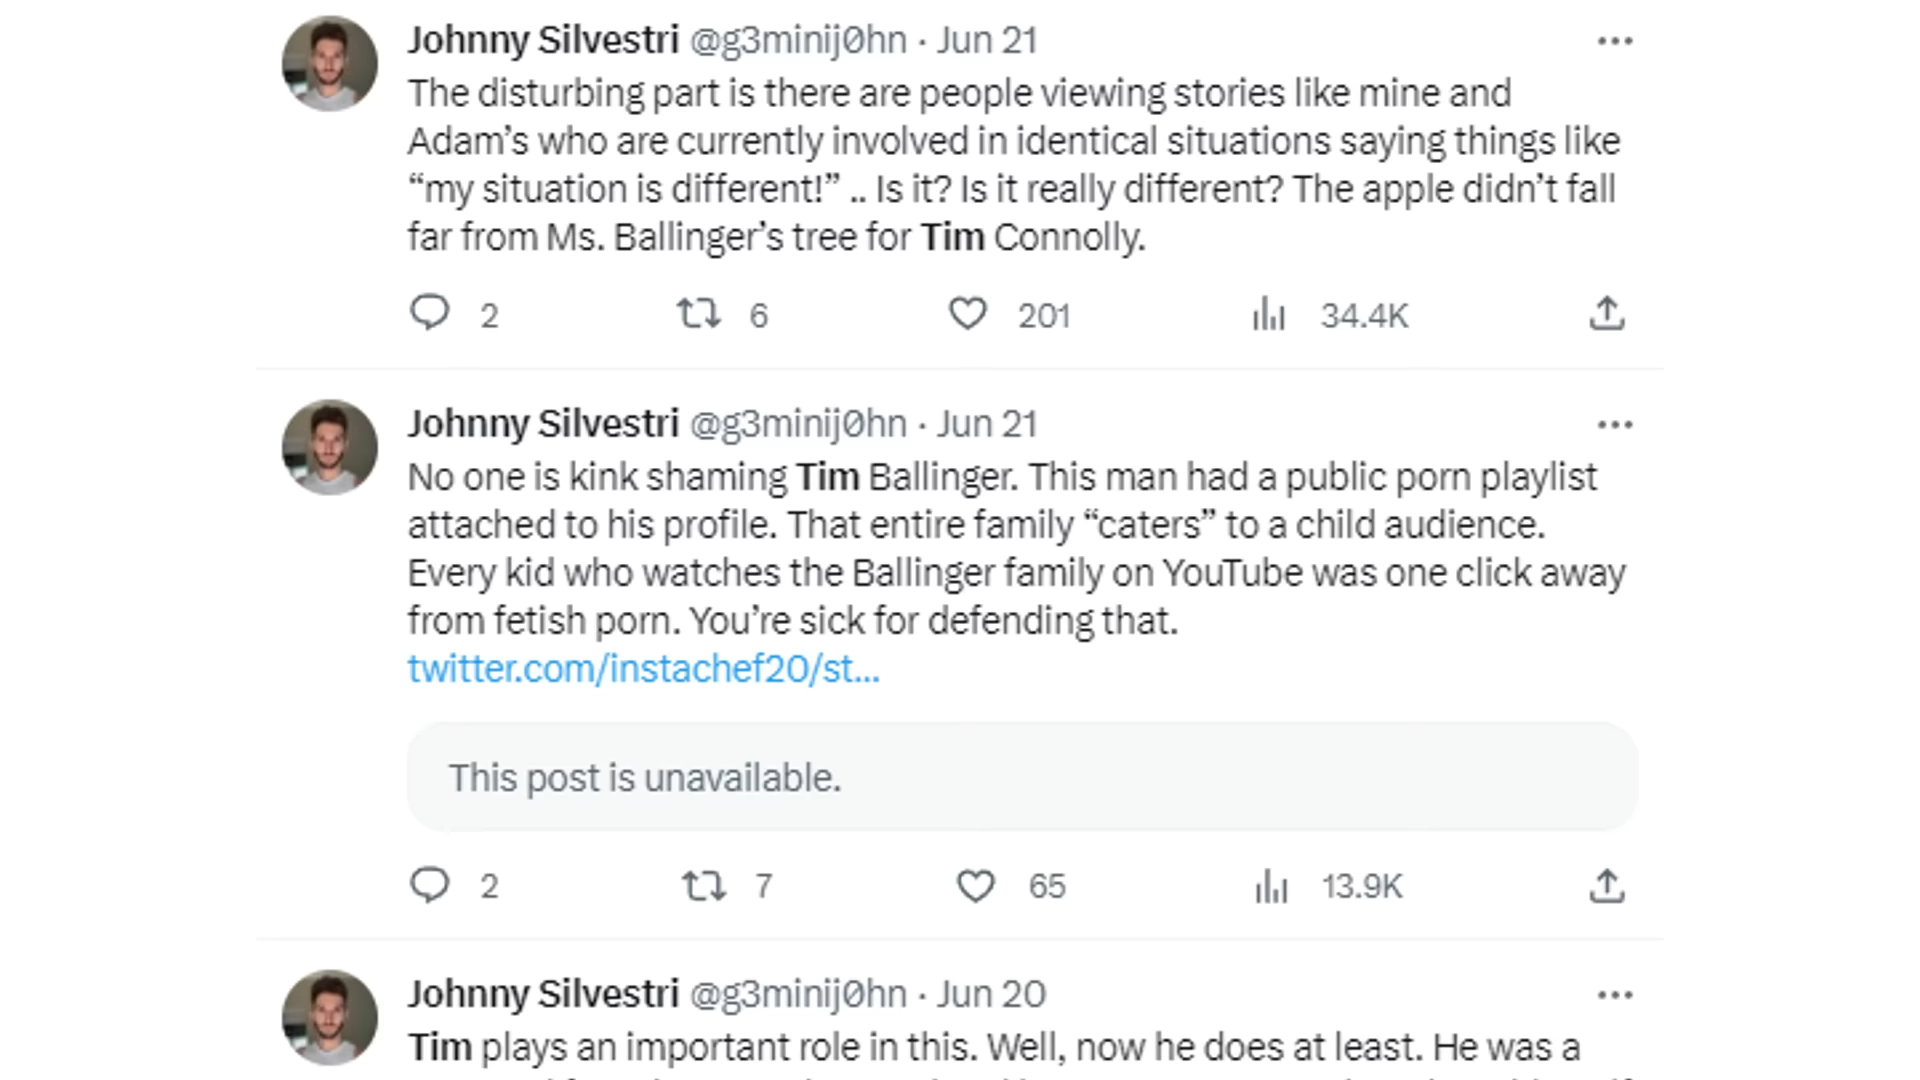 Johnny Silvestri @g3minij0hn · Jun 21
The disturbing part is there are people viewing stories like mine and
Adam’s who are currently involved in identical situations saying things like
“my situation is different!” .. Is it? Is it really different? The apple didn’t fall
far from Ms. Ballinger’s tree for Tim Connolly.
2 6 201 34.4K
Johnny Silvestri @g3minij0hn · Jun 21
No one is kink shaming Tim Ballinger. This man had a public porn playlist
attached to his profile. That entire family “caters” to a child audience.
Every kid who watches the Ballinger family on YouTube was one click away
from fetish porn. You’re sick for defending that.
twitter.com/instachef20/st...
This post is unavailable.
2 7 65 13.9K
Johnny Silvestri @g3minij0hn · Jun 20
Tim plays an important role in this. Well, now he does at least. He was a